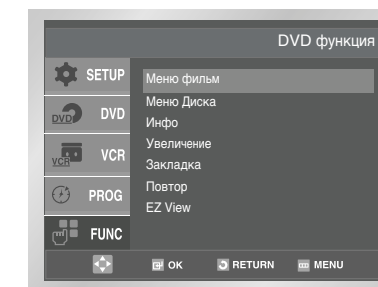 DVD функция
SETUP
DVD DVD
VCR VCR
PROG
FUNC
Меню фильм
Меню Диска
Инфо
Увеличение
Закладка
Повтор
EZ View
OK RETURN MENU